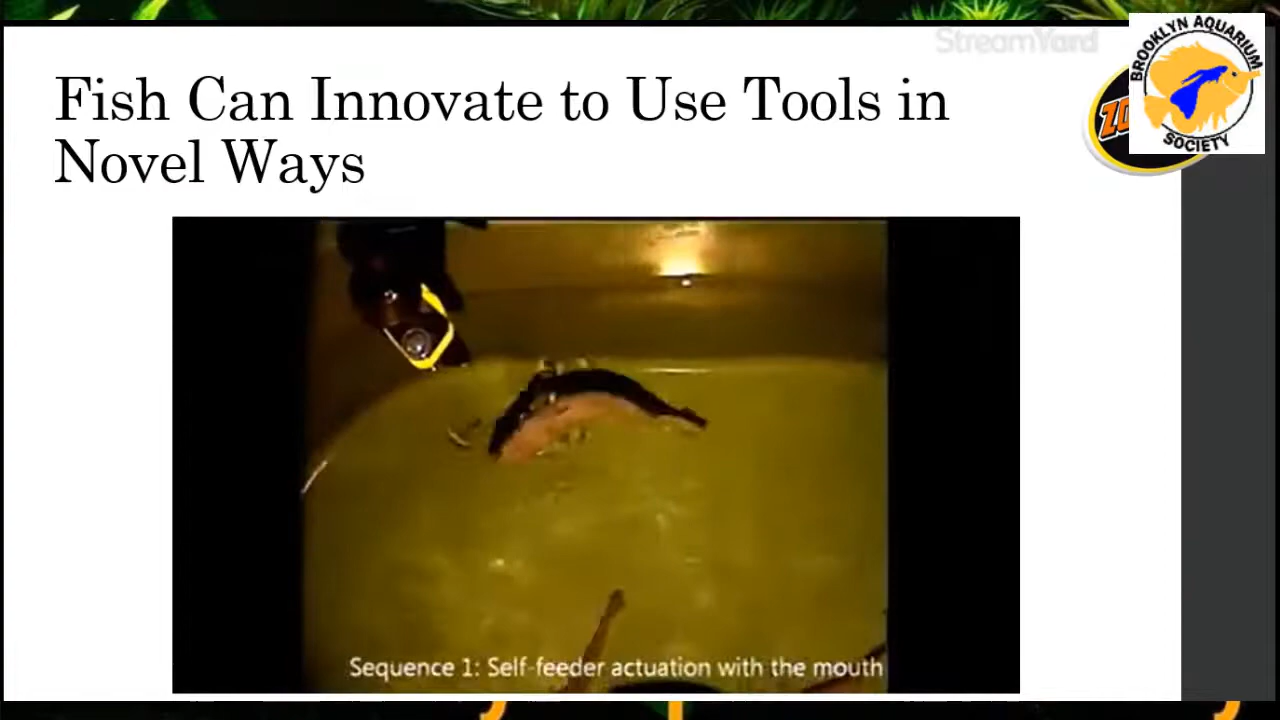 StreamYard
BROOKLYN AQUARIUM
SOCIETY
ZO
Fish Can Innovate to Use Tools in
Novel Ways
Sequence 1: Self-feeder actuation with the mouth